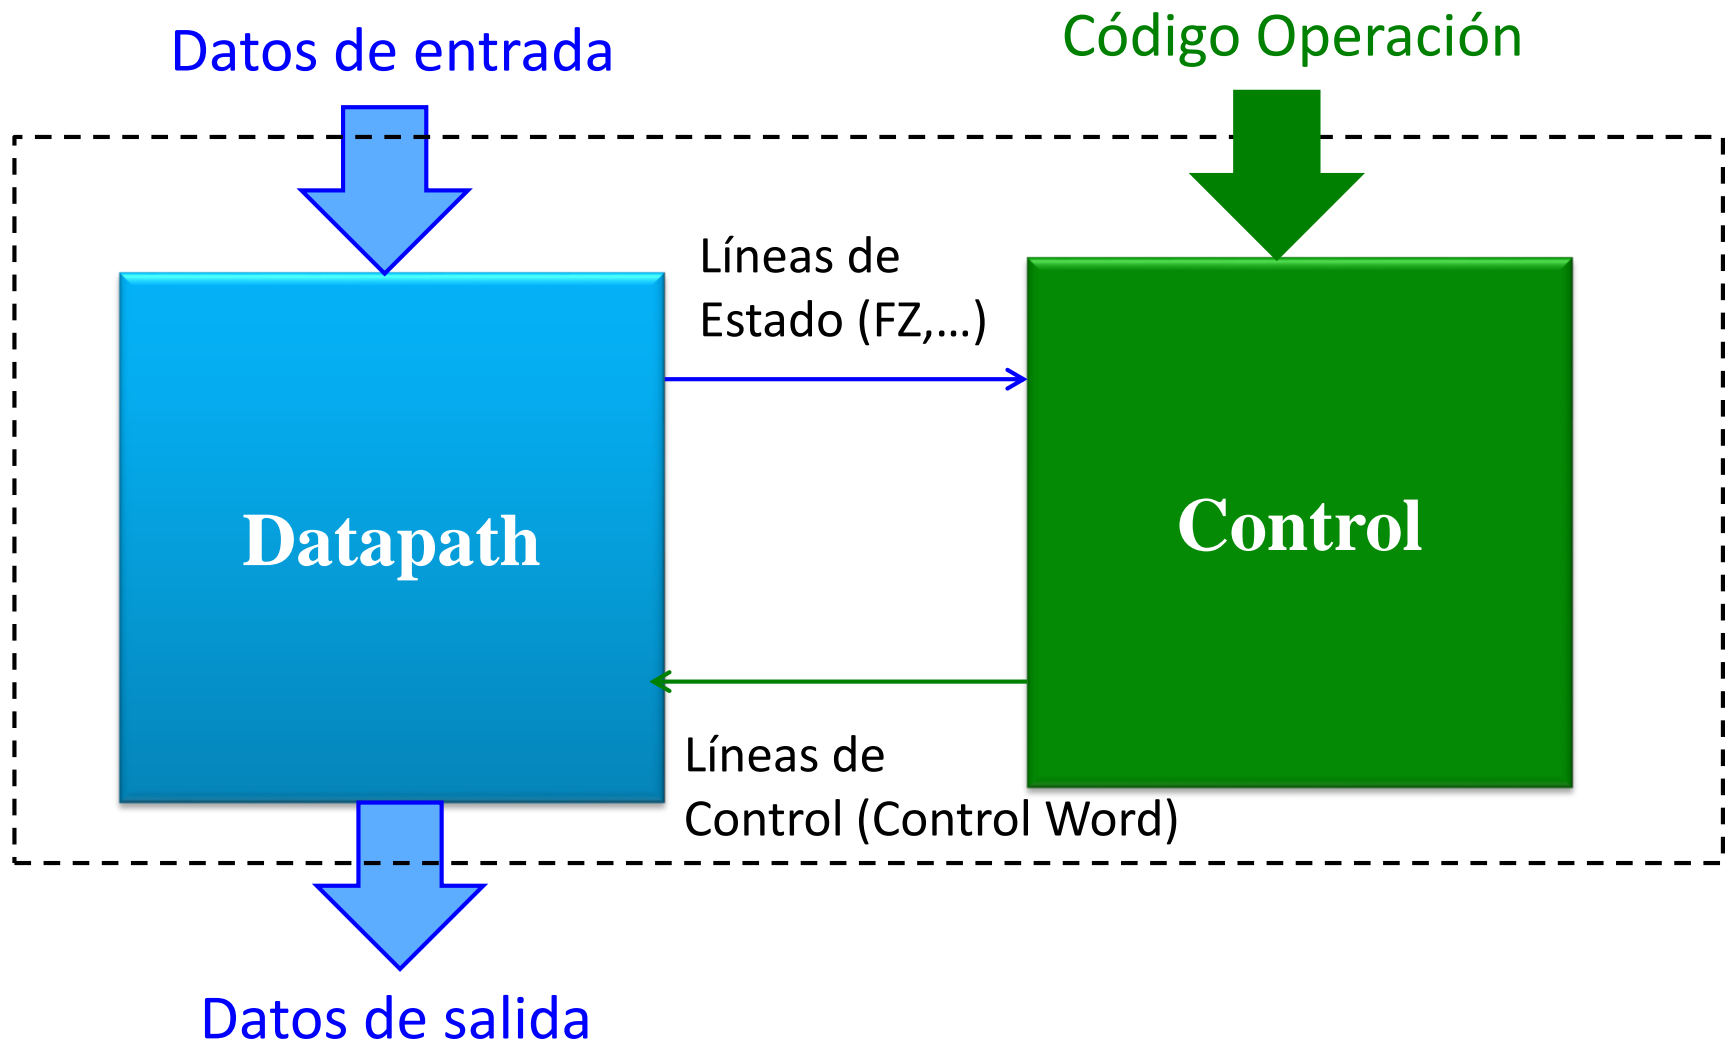 Datos de entrada
Código Operación
Líneas de
Estado (FZ,...)
Datapath
Control
Líneas de
Control (Control Word)
Datos de salida